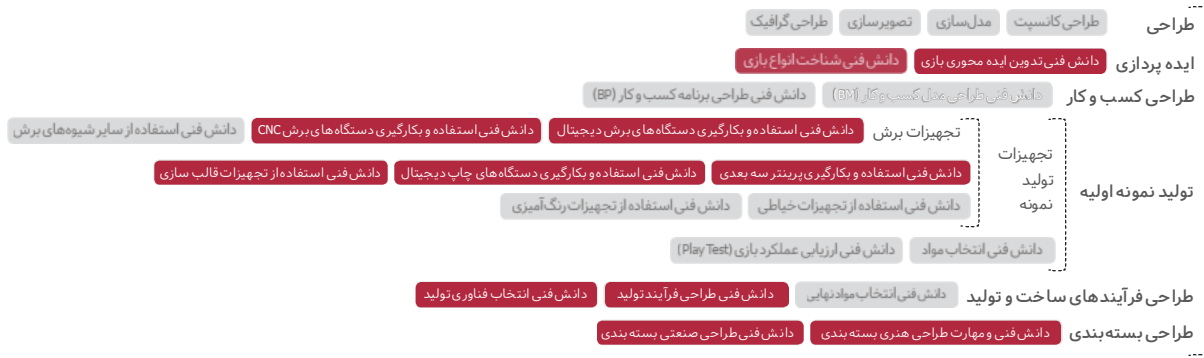 طراحی طراحی کانسپت مدل‌سازی تصویرسازی طراحی گرافیک
ایده پردازی دانش فنی تدوین ایده محوری بازی دانش فنی شناخت انواع بازی
طراحی کسب و کار دانش فنی طراحی مدل کسب و کار (BM) دانش فنی طراحی برنامه کسب و کار (BP)
تجهیزات برش دانش فنی استفاده و بکارگیری دستگاه‌های برش دیجیتال دانش فنی استفاده و بکارگیری دستگاه‌های برش CNC دانش فنی استفاده از سایر شیوه‌های برش
تولید نمونه اولیه
تجهیزات
تولید
نمونه
دانش فنی استفاده و بکارگیری پرینتر سه بعدی دانش فنی استفاده و بکارگیری دستگاه های چاپ دیجیتال دانش فنی استفاده از تجهیزات قالب سازی
دانش فنی استفاده از تجهیزات خیاطی دانش فنی استفاده از تجهیزات رنگ‌آمیزی
دانش فنی انتخاب مواد دانش فنی ارزیابی عملکرد بازی (Play Test)
طراحی فرآیندهای ساخت و تولید دانش فنی انتخاب مواد نهایی دانش فنی طراحی فرآیند تولید دانش فنی انتخاب فناوری تولید
طراحی بسته‌بندی دانش فنی و مهارت طراحی هنری بسته بندی دانش فنی طراحی صنعتی بسته بندی